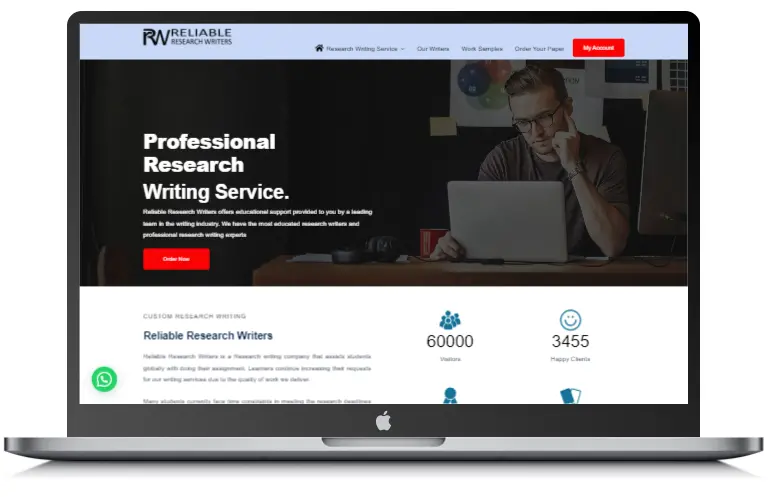 RW RELIABLE
RESEARCH WRITERS
Research Writing Service
Our Writers
Work Samples
Order Your Paper
My Account
Professional
Research
Writing Service.
Reliable Research Writers offers educational support provided to you by a leading
team in the writing industry. We have the most educated research writers and
professional research writing experts
Order Now
CUSTOM RESEARCH WRITING
Reliable Research Writers
Reliable Research Writers is a Research writing company that assists students
globally with doing their assignment. Learners continue increasing their requests
for our writing services due to the quality of work we deliver.
Many students currently face time constraints in meeting the research deadlines
60000
Visitors
3455
Happy Clients